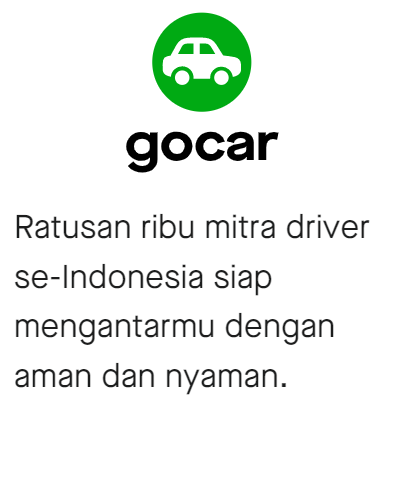 gocar
Ratusan ribu mitra driver
se-Indonesia siap
mengantarmu dengan
aman dan nyaman.